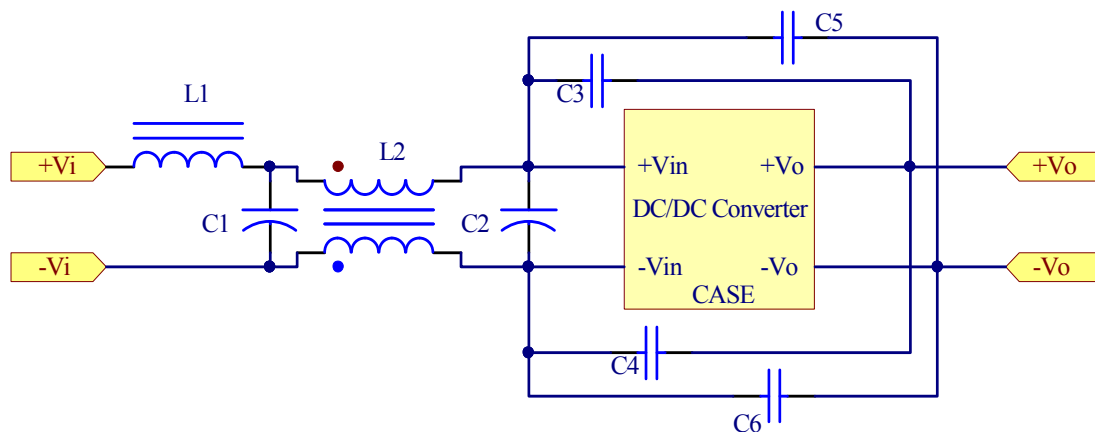 C5
C3
L1
L2
+Vi
+Vin
+Vo
+Vo
C1
C2
DC/DC Converter
-Vi
-Vin
-Vo
-Vo
CASE
C4
C6